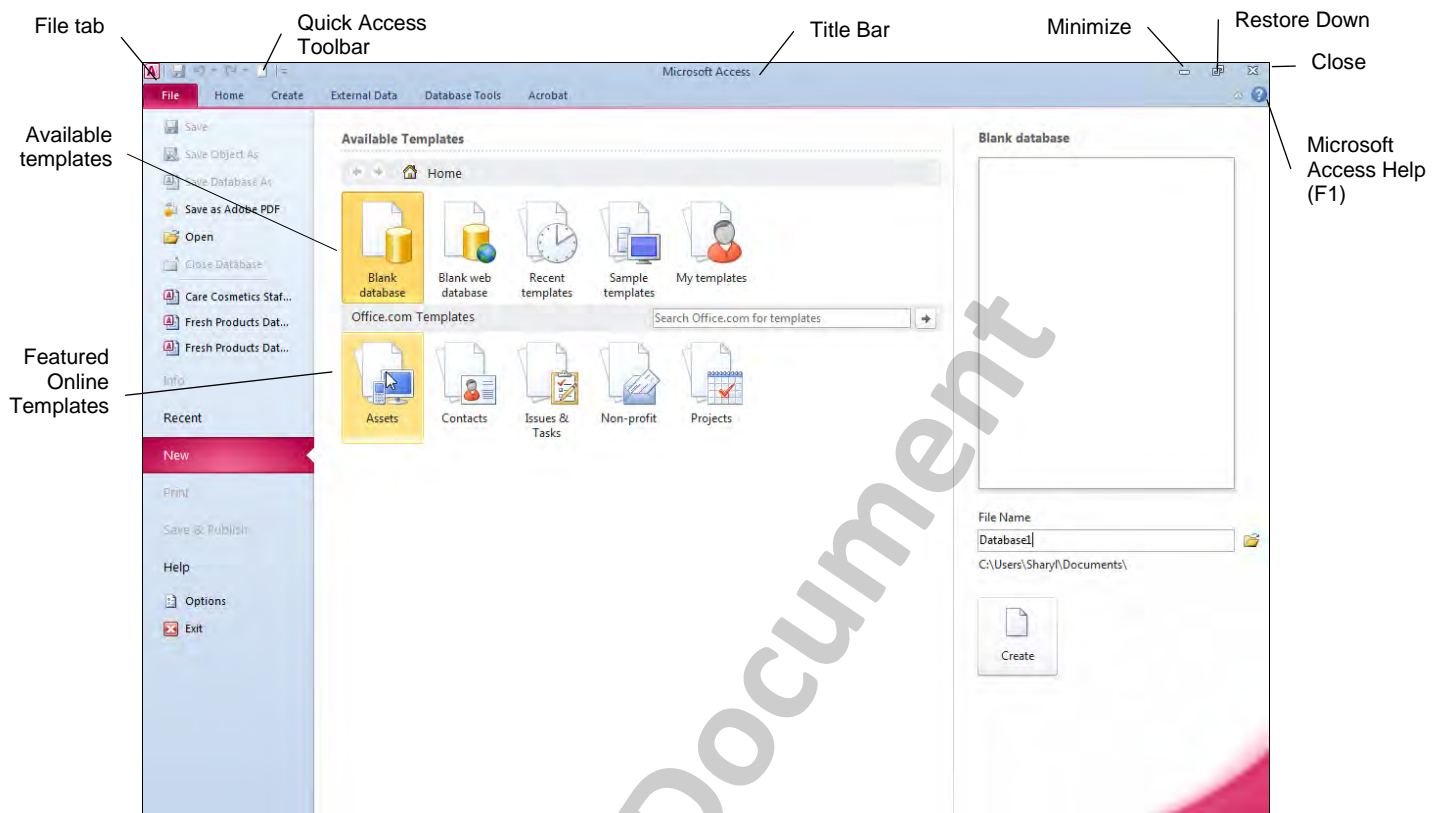 File tab
Quick Access
Toolbar
Title Bar
Minimize
Restore Down
Close
Microsoft Access
File Home Create External Data Database Tools Acrobat
Available
templates
Featured
Online
Templates
Microsoft
Access Help
(F1)
Save
Save Object As
Save Database As
Save as Adobe PDF
Open
Close Database
Care Cosmetics Staf...
Fresh Products Dat...
Fresh Products Dat...
Info
Recent
New
Print
Save & Publish
Help
Options
Exit
Available Templates
Home
Blank
database
Blank web
database
Recent
templates
Sample
templates
My templates
Office.com Templates
Search Office.com for templates
Assets
Contacts
Issues &
Tasks
Non-profit
Projects
Blank database
File Name
Database1
C:\Users\Sharyl\Documents\
Create
Document